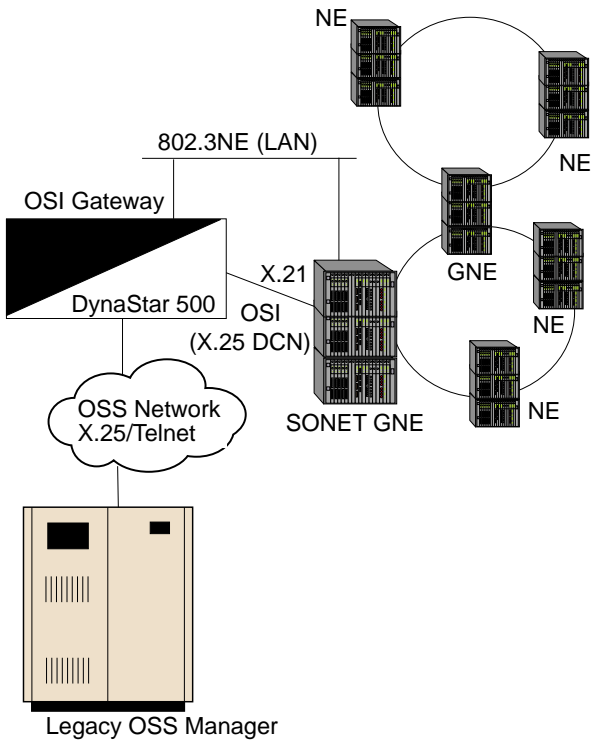 NE
802.3NE (LAN)
NE
OSI Gateway
X.21
GNE
DynaStar 500
OSI
(X.25 DCN)
NE
OSS Network
X.25/Telnet
SONET GNE
NE
Legacy OSS Manager